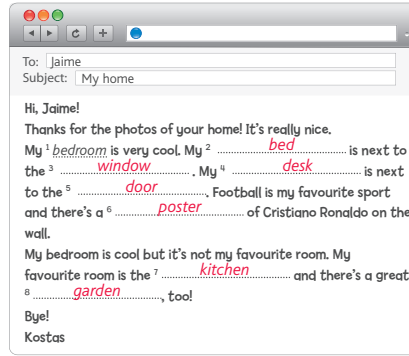 To: Jaime
Subject: My home
Hi, Jaime!
Thanks for the photos of your home! It's really nice.
My 1 bedroom is very cool. My 2 bed is next to
the 3 window. My 4 desk is next
to the 5 door. Football is my favourite sport
and there's a 6 poster of Cristiano Ronaldo on the
wall.
My bedroom is cool but it's not my favourite room. My
favourite room is the 7 kitchen and there's a great
8 garden, too!
Bye!
Kostas